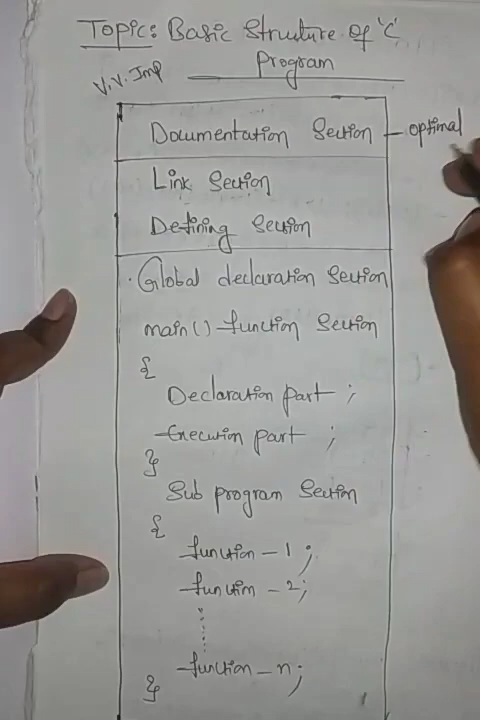 Topic: Basic Structure of 'C'
Program
V.V.Imp
Documentation Section - optimal
Link Section
Defining Section
Global declaration Section
main() function Section
{
Declaration part ;
Execution part ;
}
Sub program Section
{
function - 1 ;
function - 2 ;
function - n ;
}